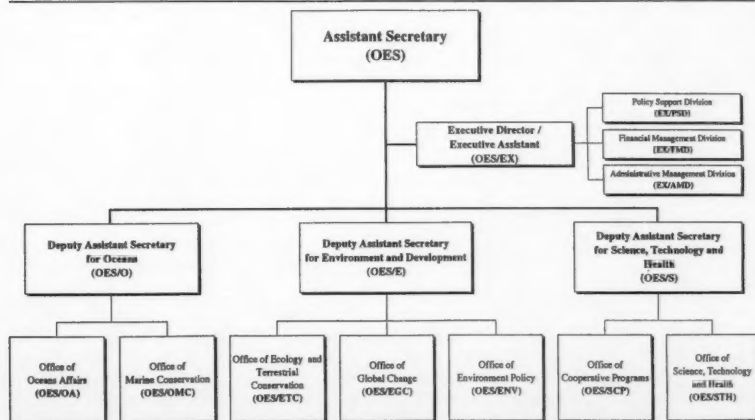 Assistant Secretary
(OES)
Policy Support Division
(EX/PSD)
Executive Director /
Executive Assistant
(OES/EX)
Financial Management Division
(EX/FMD)
Administrative Management Division
(EX/AMD)
Deputy Assistant Secretary
for Oceans
(OES/O)
Deputy Assistant Secretary
for Environment and Development
(OES/E)
Deputy Assistant Secretary
for Science, Technology and
Health
(OES/S)
Office of
Oceans Affairs
(OES/OA)
Office of
Marine Conservation
(OES/OMC)
Office of Ecology and
Terrestrial
Conservation
(OES/ETC)
Office of
Global Change
(OES/EGC)
Office of
Environment Policy
(OES/ENV)
Office of
Cooperative Programs
(OES/SCP)
Office of
Science, Technology
and Health
(OES/STH)